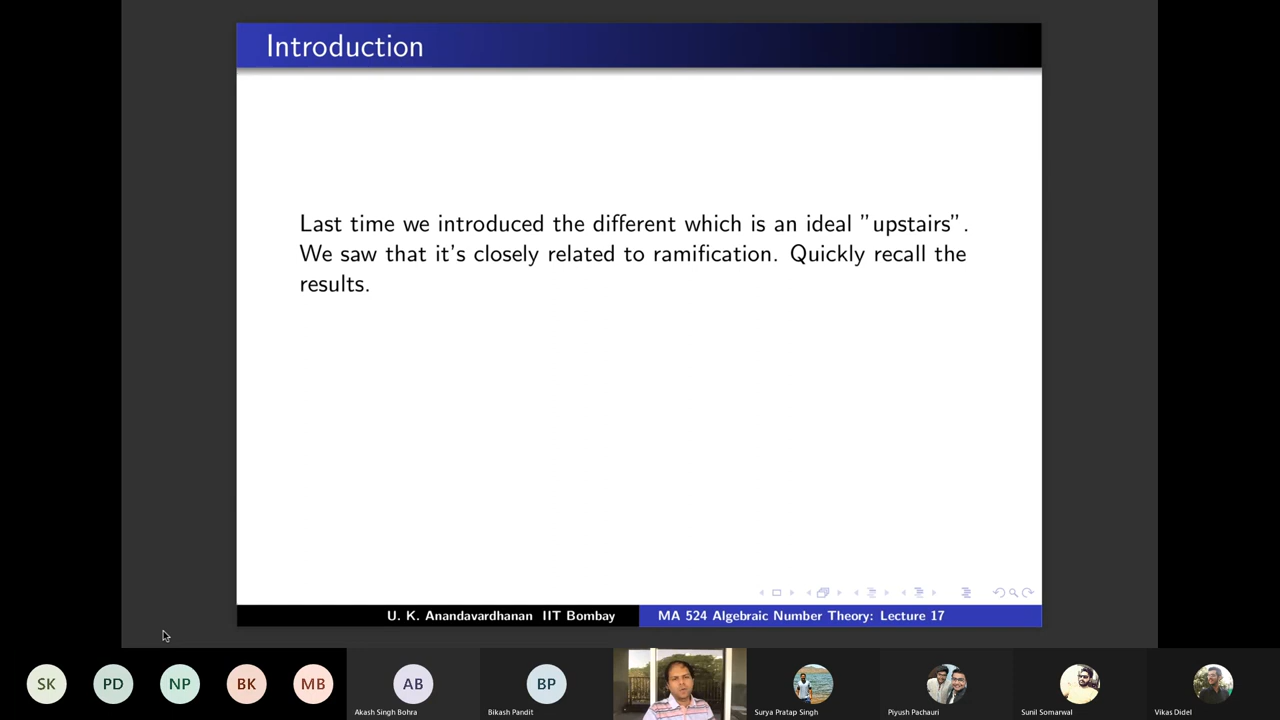 Introduction
Last time we introduced the different which is an ideal ”upstairs”.
We saw that it's closely related to ramification. Quickly recall the
results.
U. K. Anandavardhanan IIT Bombay
MA 524 Algebraic Number Theory: Lecture 17
SK
PD
NP
BK
MB
AB
BP
Akash Singh Bohra
Bikash Pandit
Surya Pratap Singh
Piyush Pachauri
Sunil Somarwal
Vikas Didel